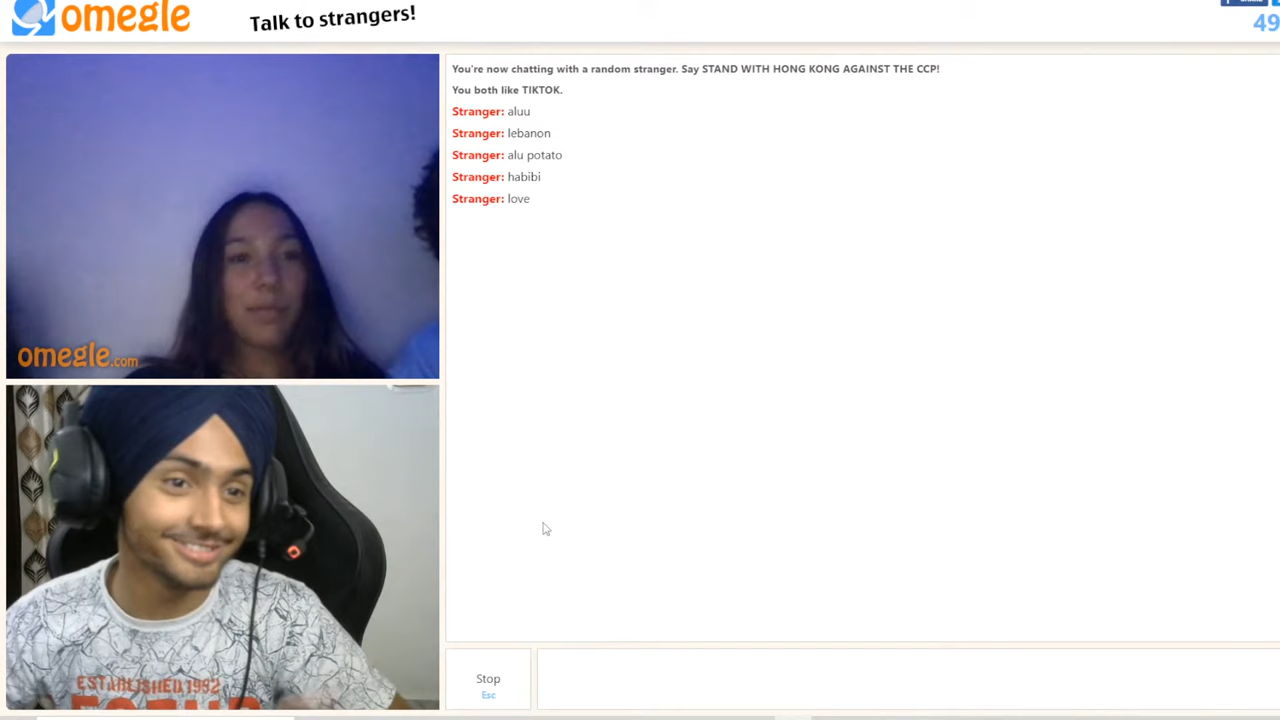 omegle
Talk to strangers!
49
You're now chatting with a random stranger. Say STAND WITH HONG KONG AGAINST THE CCP!
You both like TIKTOK.
Stranger: aluu
Stranger: lebanon
Stranger: alu potato
Stranger: habibi
Stranger: love
omegle.com
ESTABLISHED 1992
Stop
Esc